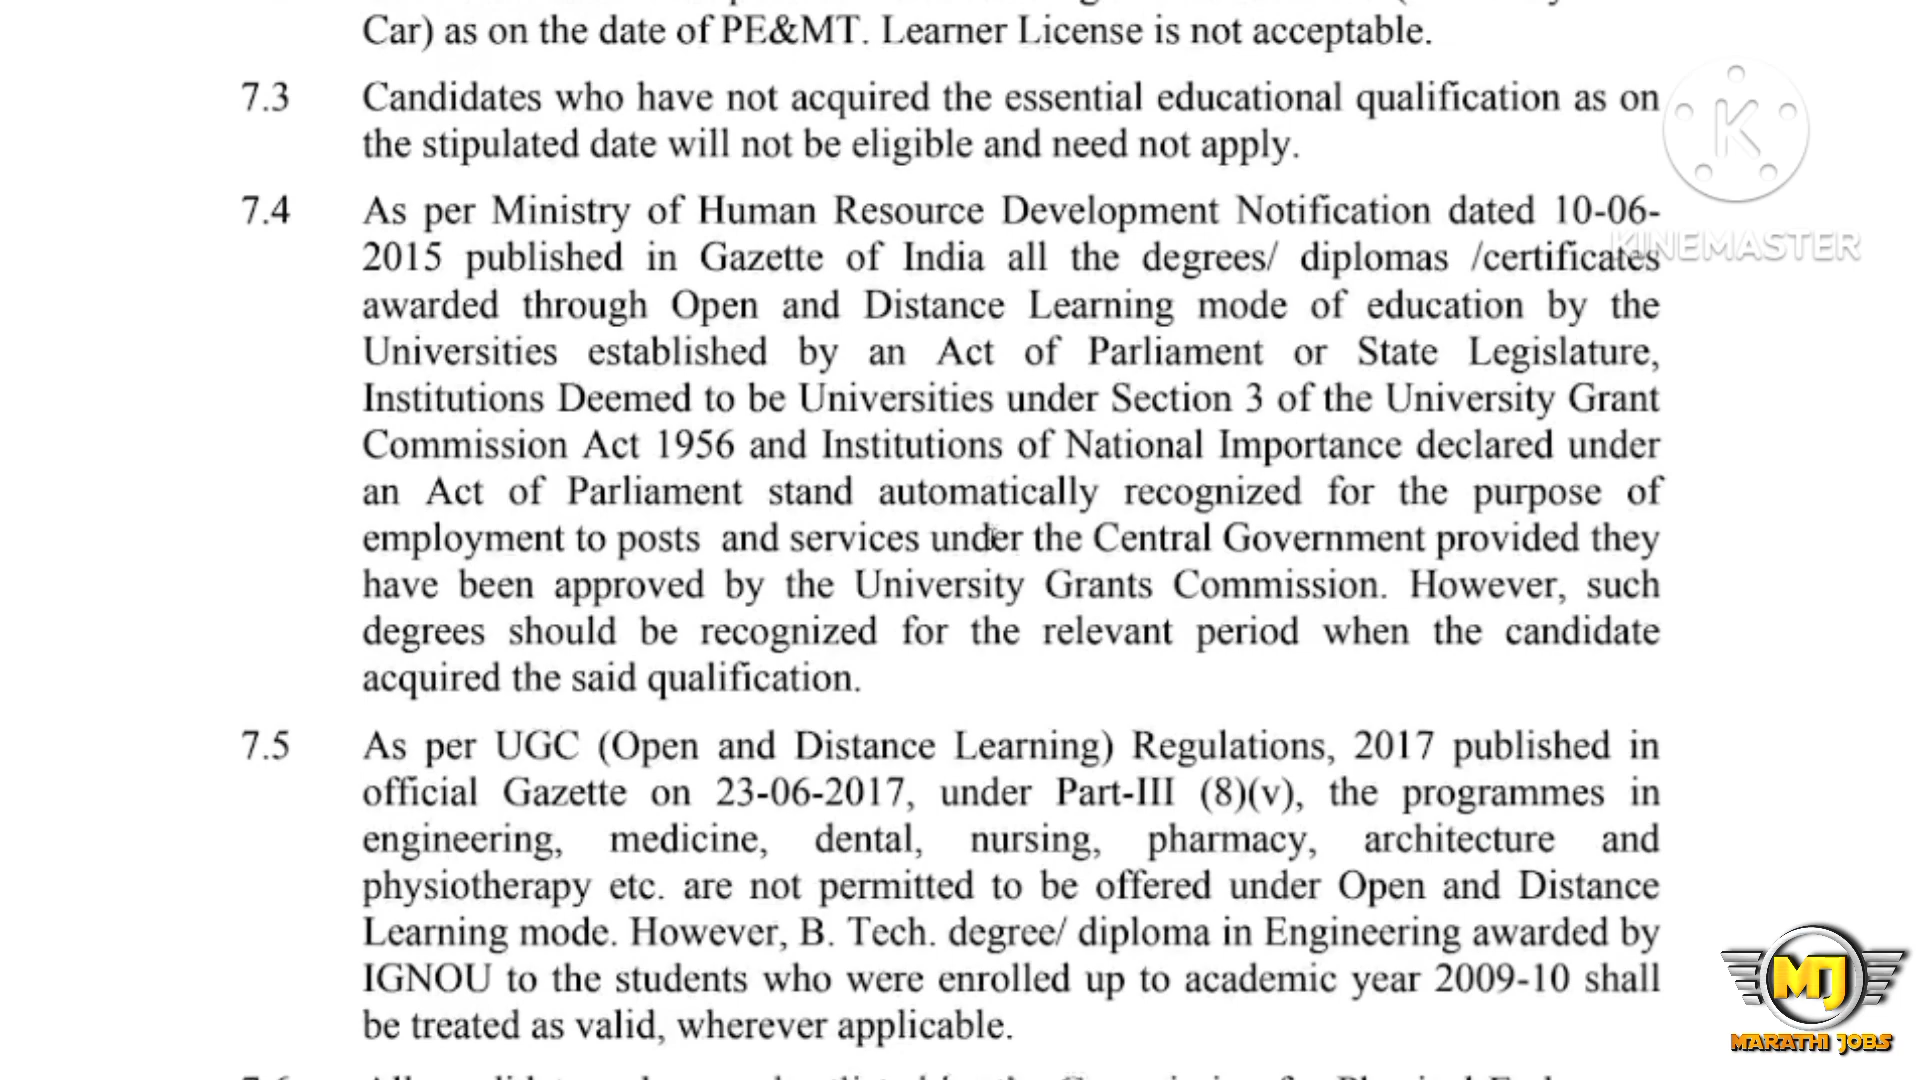 Car) as on the date of PE&MT. Learner License is not acceptable.
7.3 Candidates who have not acquired the essential educational qualification as on
the stipulated date will not be eligible and need not apply.
7.4 As per Ministry of Human Resource Development Notification dated 10-06-
2015 published in Gazette of India all the degrees/ diplomas /certificates
awarded through Open and Distance Learning mode of education by the
Universities established by an Act of Parliament or State Legislature,
Institutions Deemed to be Universities under Section 3 of the University Grant
Commission Act 1956 and Institutions of National Importance declared under
an Act of Parliament stand automatically recognized for the purpose of
employment to posts and services under the Central Government provided they
have been approved by the University Grants Commission. However, such
degrees should be recognized for the relevant period when the candidate
acquired the said qualification.
7.5 As per UGC (Open and Distance Learning) Regulations, 2017 published in
official Gazette on 23-06-2017, under Part-III (8)(v), the programmes in
engineering, medicine, dental, nursing, pharmacy, architecture and
physiotherapy etc. are not permitted to be offered under Open and Distance
Learning mode. However, B. Tech. degree/ diploma in Engineering awarded by
IGNOU to the students who were enrolled up to academic year 2009-10 shall
be treated as valid, wherever applicable.
K
KINEMASTER
MJ
MARATHI JOBS